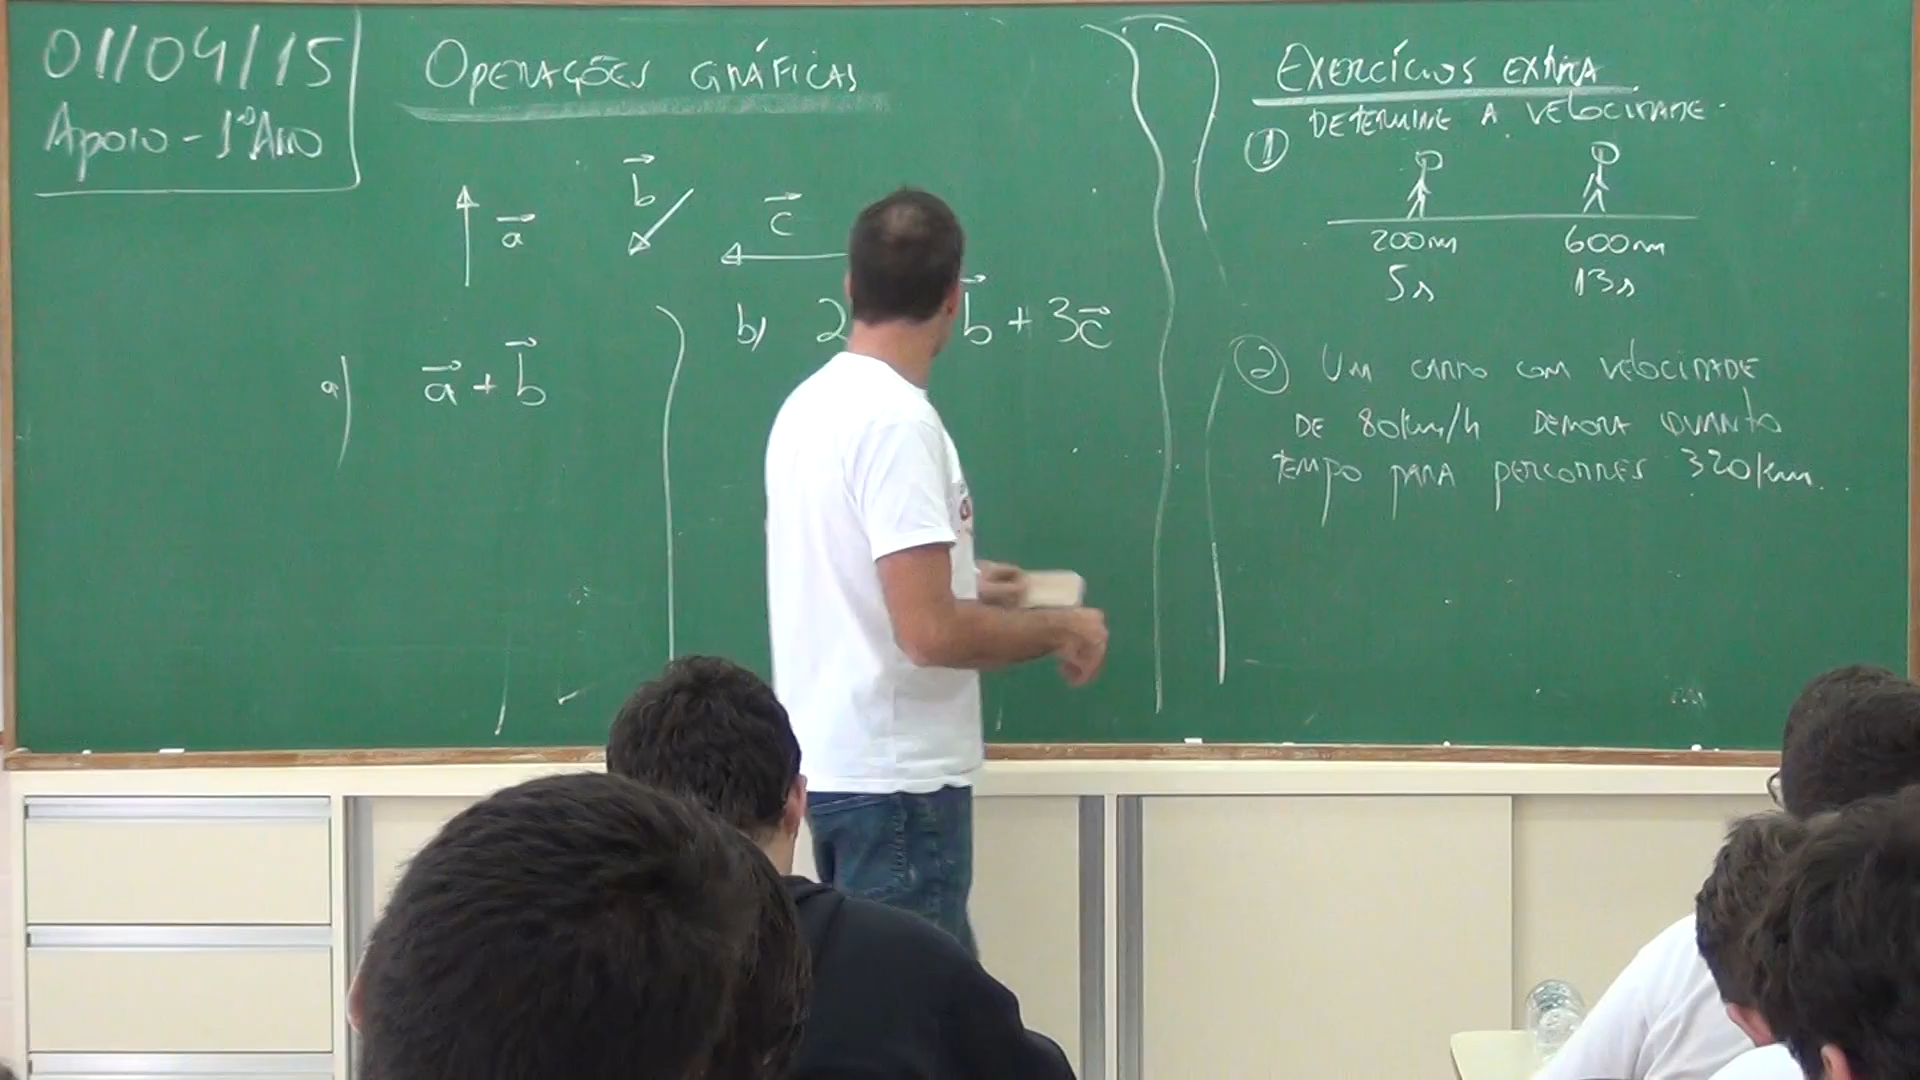 01/04/15
Apoio - 1º Ano
OPERAÇÕES GRÁFICAS
a
b
c
a) a + b
b) 2 b + 3c
EXERCÍCIOS EXTRA
DETERMINE A VELOCIDADE.
1
200m 600m
5s 13s
2 UM CARRO COM VELOCIDADE
DE 80km/h DEMORA QUANTO
TEMPO PARA PERCORRER 320km.